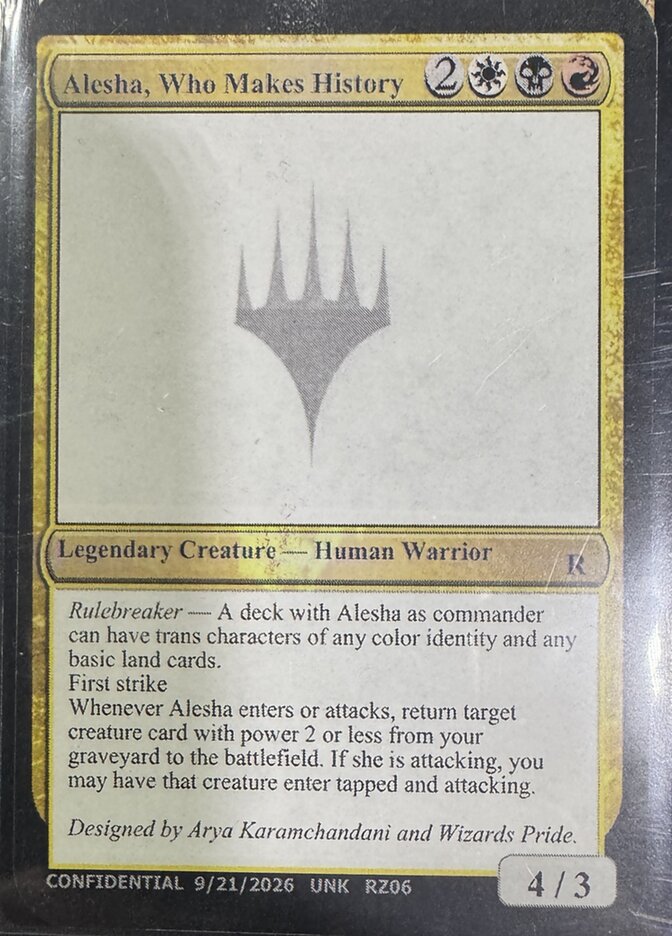 Alesha, Who Makes History 2
Legendary Creature — Human Warrior R
Rulebreaker — A deck with Alesha as commander
can have trans characters of any color identity and any
basic land cards.
First strike
Whenever Alesha enters or attacks, return target
creature card with power 2 or less from your
graveyard to the battlefield. If she is attacking, you
may have that creature enter tapped and attacking.
Designed by Arya Karamchandani and Wizards Pride.
CONFIDENTIAL 9/21/2026 UNK RZ06
4/3